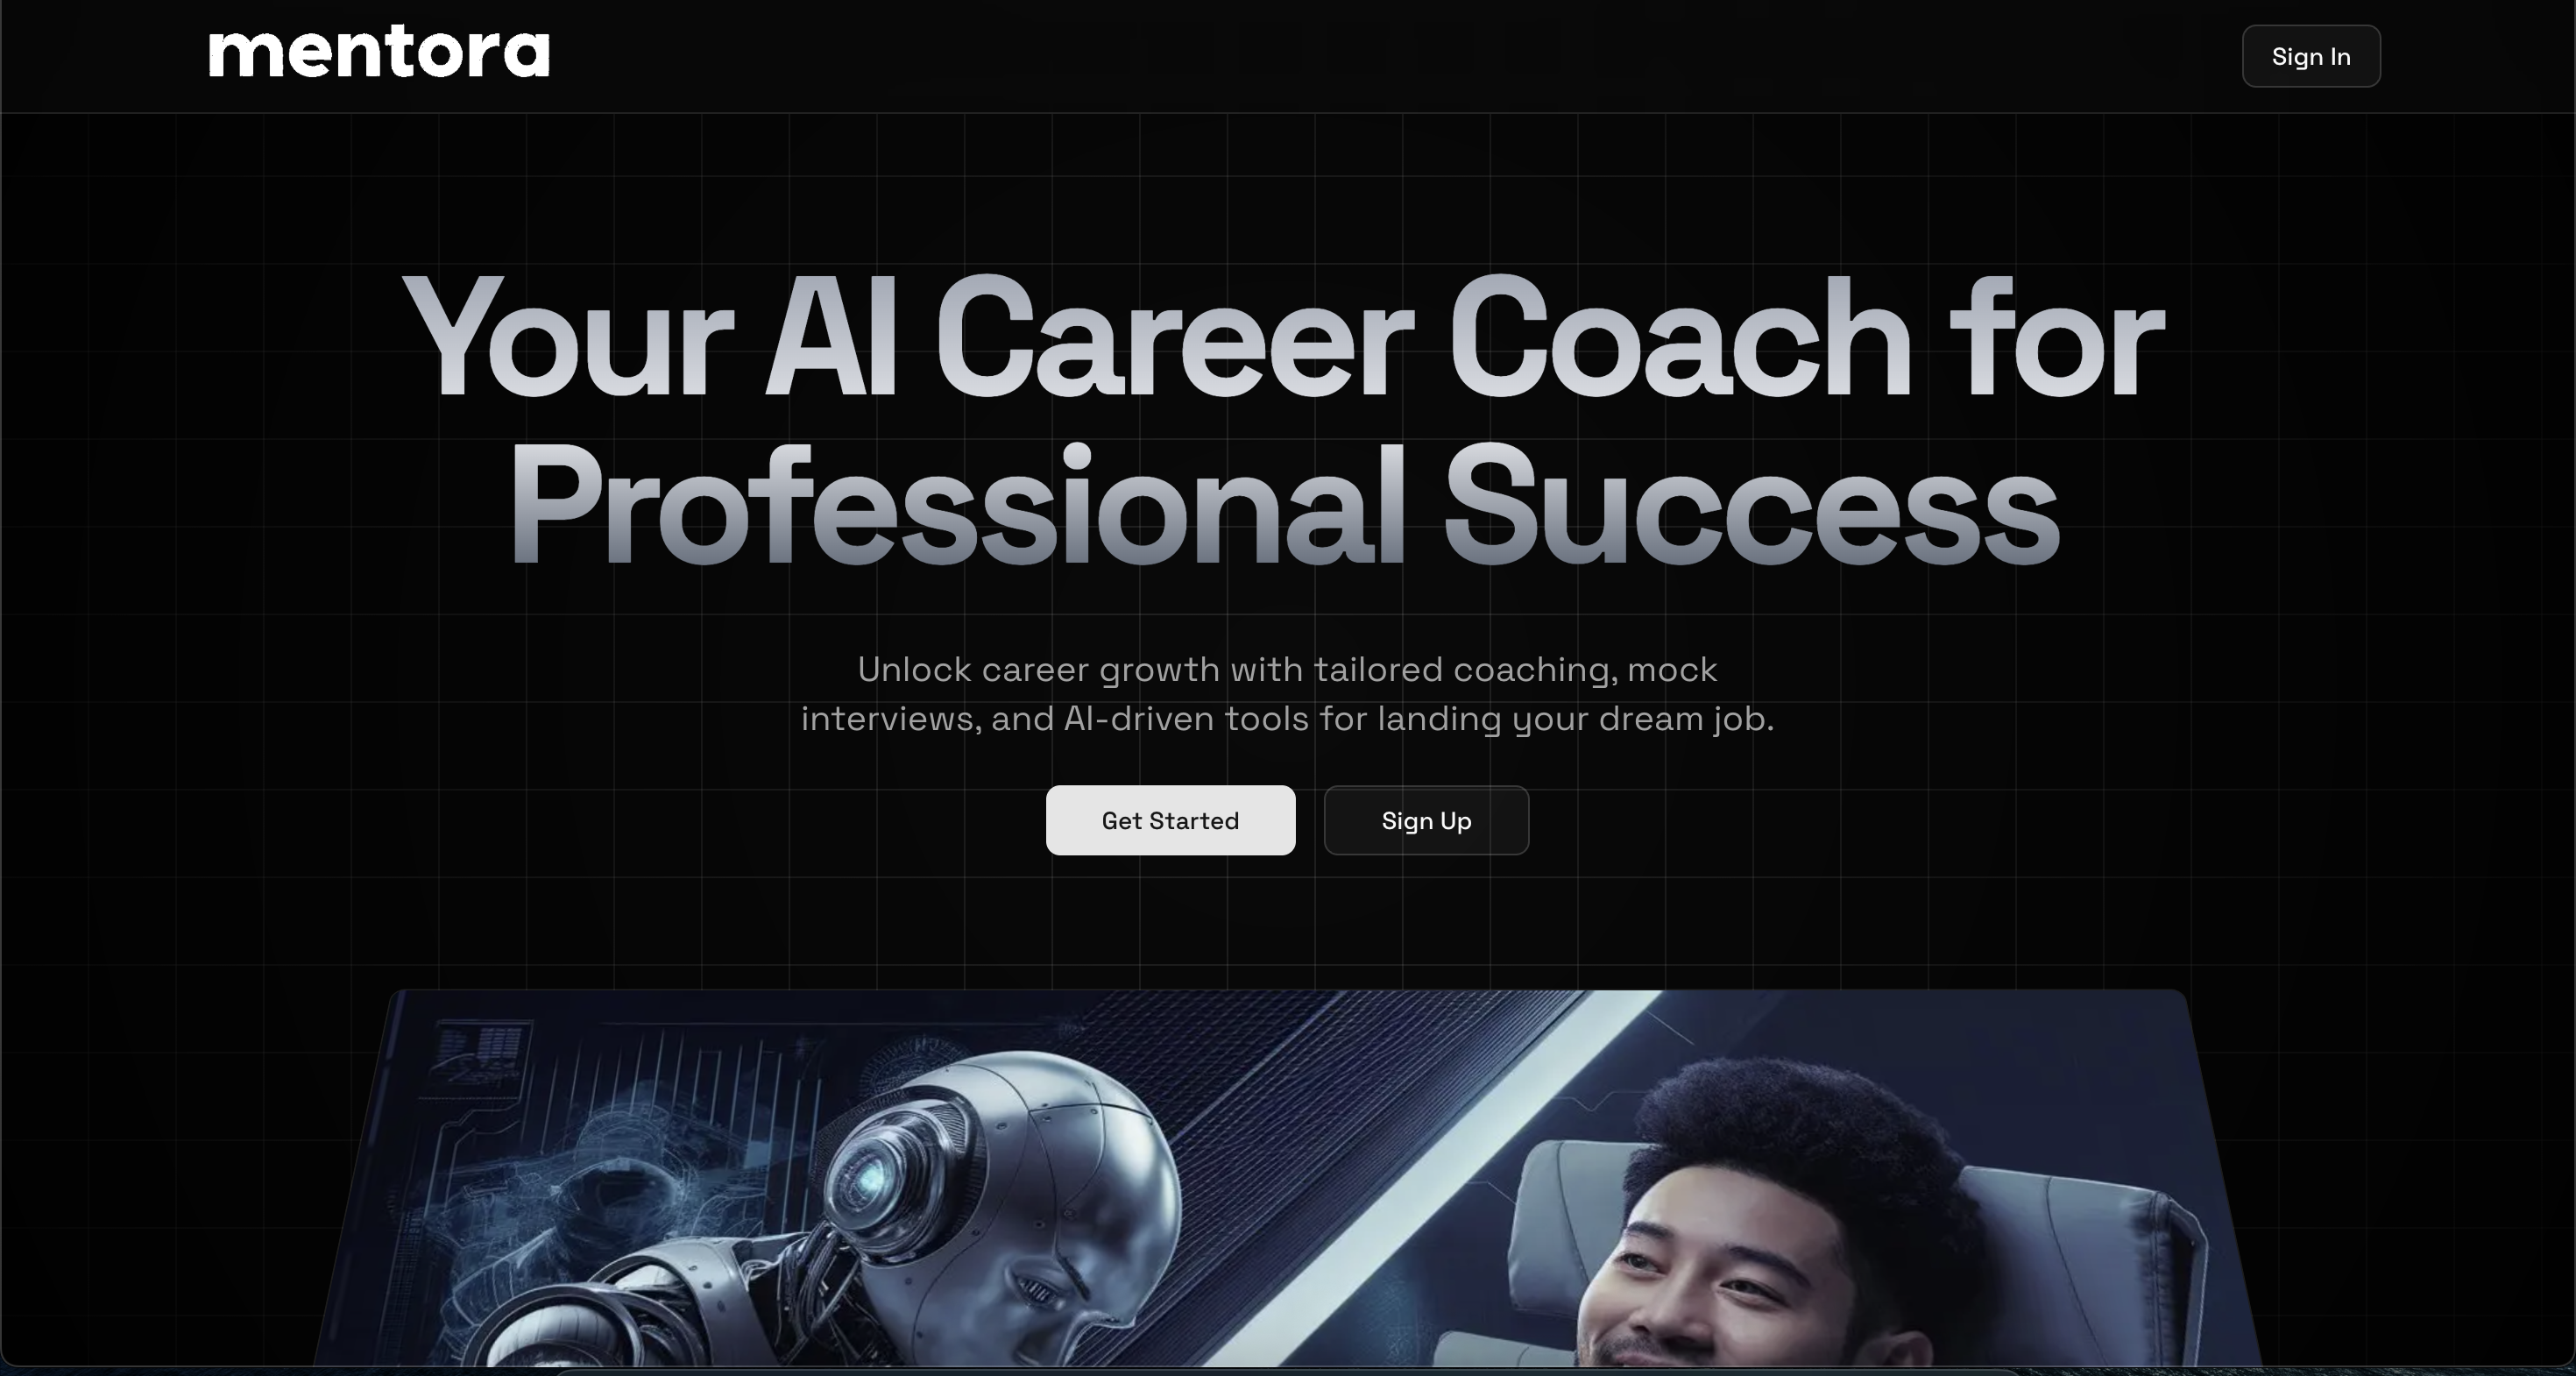 mentora
Sign In
Your AI Career Coach for
Professional Success
Unlock career growth with tailored coaching, mock
interviews, and AI-driven tools for landing your dream job.
Get Started
Sign Up